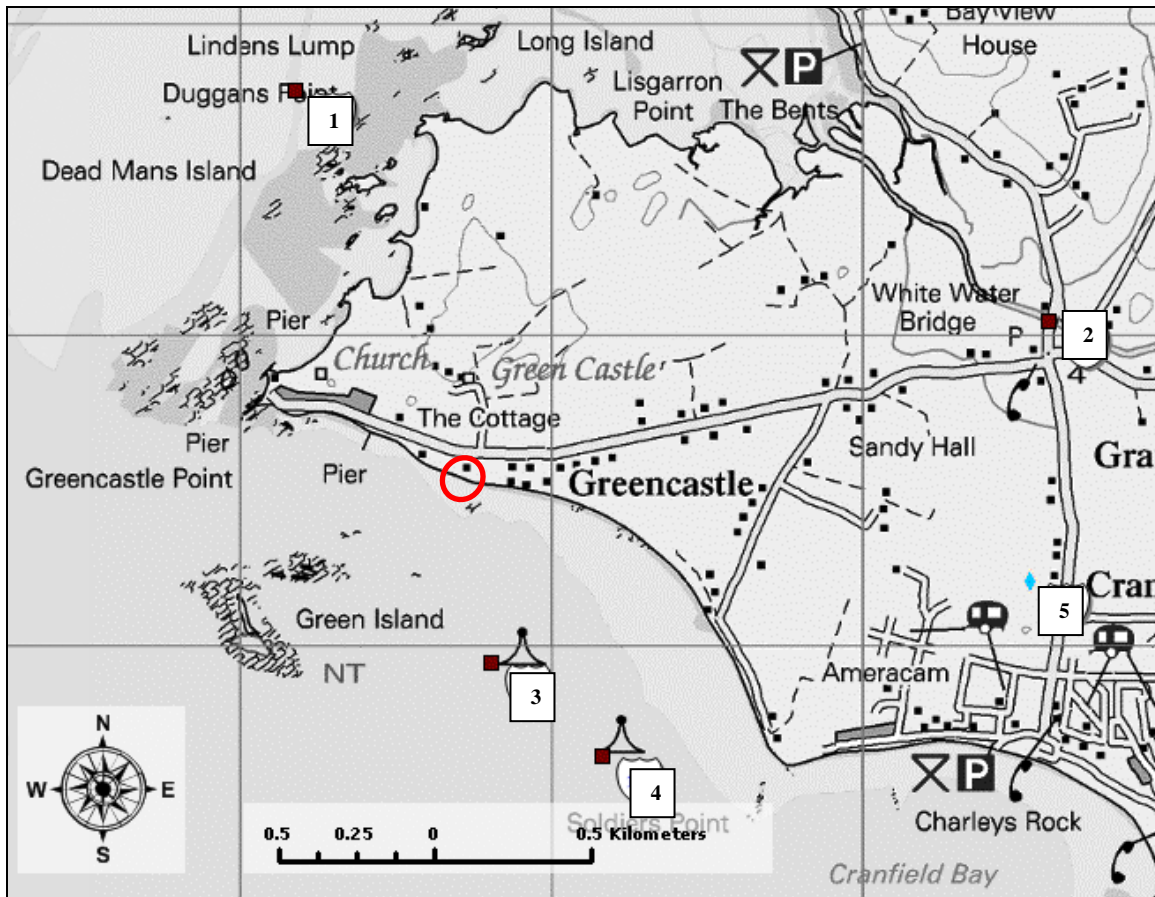 Bay View
House
Lindens Lump
Long Island
Duggans Point
1
Lisgarron
Point
P
The Bents
Dead Mans Island
White Water
Bridge
P
2
4
Pier
Church
Green Castle
The Cottage
Pier
Greencastle Point
Pier
Sandy Hall
Gra
Greencastle
Green Island
NT
5
Cran
Ameracam
3
4
Soldiers Point
P
Charleys Rock
Cranfield Bay
N
W
E
S
0.5 0.25 0 0.5 Kilometers